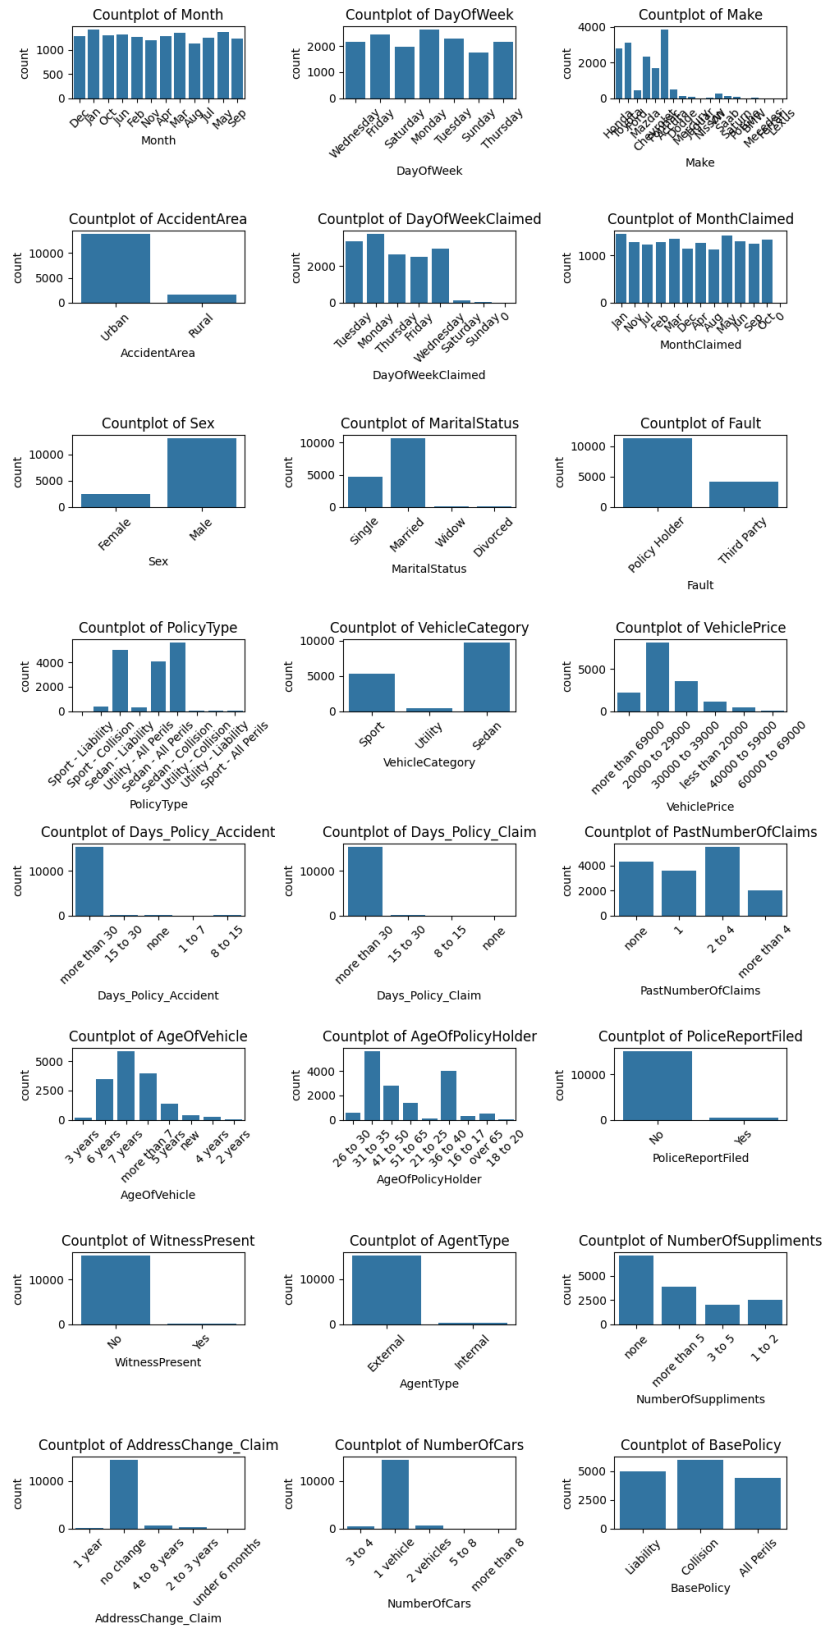 Countplot of Month
count
1000
500
0
Dec
Jan
Oct
Jun
Feb
Nov
Apr
Mar
Aug
Jul
May
Sep
Month
Countplot of DayOfWeek
count
2000
1000
0
Wednesday
Friday
Saturday
Monday
Tuesday
Sunday
Thursday
DayOfWeek
Countplot of Make
count
4000
2000
0
Honda
Toyota
Ford
Mazda
Chevrolet
Pontiac
Accura
Dodge
Mercury
Jaguar
Nisson
VW
Saab
Saturn
Porche
BMW
Mecedes
Ferrari
Lexus
Make
Countplot of AccidentArea
count
10000
5000
0
Urban
Rural
AccidentArea
Countplot of DayOfWeekClaimed
count
2000
0
Tuesday
Monday
Thursday
Friday
Wednesday
Saturday
Sunday
0
DayOfWeekClaimed
Countplot of MonthClaimed
count
1000
0
Jan
Nov
Jul
Feb
Mar
Dec
Apr
Aug
May
Jun
Sep
Oct
0
MonthClaimed
Countplot of Sex
count
10000
5000
0
Female
Male
Sex
Countplot of MaritalStatus
count
10000
5000
0
Single
Married
Widow
Divorced
MaritalStatus
Countplot of Fault
count
10000
5000
0
Policy Holder
Third Party
Fault
Countplot of PolicyType
count
4000
2000
0
Sport - Liability
Sport - Collision
Sedan - Liability
Utility - All Perils
Sedan - All Perils
Sedan - Collision
Utility - Collision
Utility - Liability
Sport - All Perils
PolicyType
Countplot of VehicleCategory
count
10000
5000
0
Sport
Utility
Sedan
VehicleCategory
Countplot of VehiclePrice
count
5000
0
more than 69000
20000 to 29000
30000 to 39000
less than 20000
40000 to 59000
60000 to 69000
VehiclePrice
Countplot of Days_Policy_Accident
count
10000
0
more than 30
15 to 30
none
1 to 7
8 to 15
Days_Policy_Accident
Countplot of Days_Policy_Claim
count
10000
0
more than 30
15 to 30
8 to 15
none
Days_Policy_Claim
Countplot of PastNumberOfClaims
count
4000
2000
0
none
1
2 to 4
more than 4
PastNumberOfClaims
Countplot of AgeOfVehicle
count
5000
2500
0
3 years
6 years
7 years
more than 7
5 years
new
4 years
2 years
AgeOfVehicle
Countplot of AgeOfPolicyHolder
count
4000
2000
0
26 to 30
31 to 35
41 to 50
51 to 65
21 to 25
36 to 40
16 to 17
over 65
18 to 20
AgeOfPolicyHolder
Countplot of PoliceReportFiled
count
10000
0
No
Yes
PoliceReportFiled
Countplot of WitnessPresent
count
10000
0
No
Yes
WitnessPresent
Countplot of AgentType
count
10000
0
External
Internal
AgentType
Countplot of NumberOfSuppliments
count
5000
2500
0
none
more than 5
3 to 5
1 to 2
NumberOfSuppliments
Countplot of AddressChange_Claim
count
10000
0
1 year
no change
4 to 8 years
2 to 3 years
under 6 months
AddressChange_Claim
Countplot of NumberOfCars
count
10000
0
3 to 4
1 vehicle
2 vehicles
5 to 8
more than 8
NumberOfCars
Countplot of BasePolicy
count
5000
2500
0
Liability
Collision
All Perils
BasePolicy